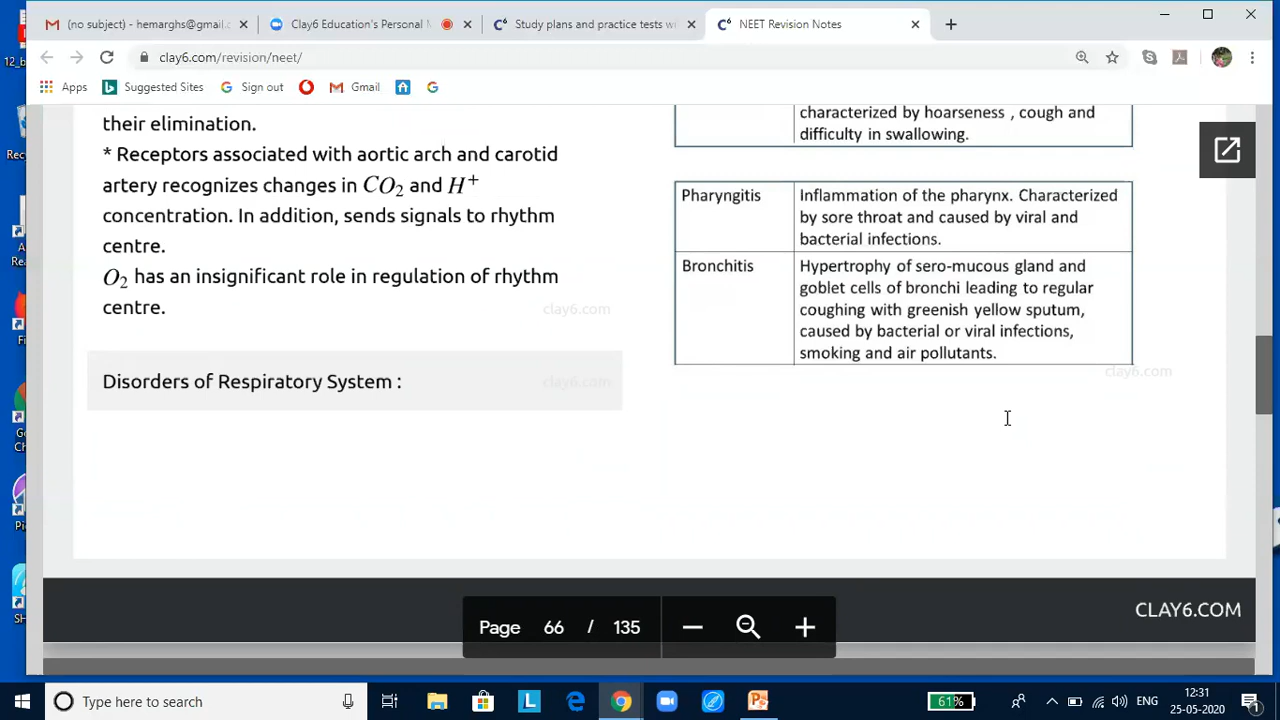 (no subject) - hemarghs@gmail.
Clay6 Education's Personal M
Study plans and practice tests wi
NEET Revision Notes
clay6.com/revision/neet/
Apps
Suggested Sites
Sign out
Gmail
their elimination.
* Receptors associated with aortic arch and carotid
artery recognizes changes in CO₂ and H⁺
concentration. In addition, sends signals to rhythm
centre.
O₂ has an insignificant role in regulation of rhythm
centre.
clay6.com
Disorders of Respiratory System :
clay6.com
characterized by hoarseness , cough and
difficulty in swallowing.
Pharyngitis
Inflammation of the pharynx. Characterized
by sore throat and caused by viral and
bacterial infections.
Bronchitis
Hypertrophy of sero-mucous gland and
goblet cells of bronchi leading to regular
coughing with greenish yellow sputum,
caused by bacterial or viral infections,
smoking and air pollutants.
clay6.com
CLAY6.COM
Page 66 / 135
Type here to search
61%
ENG
12:31
25-05-2020